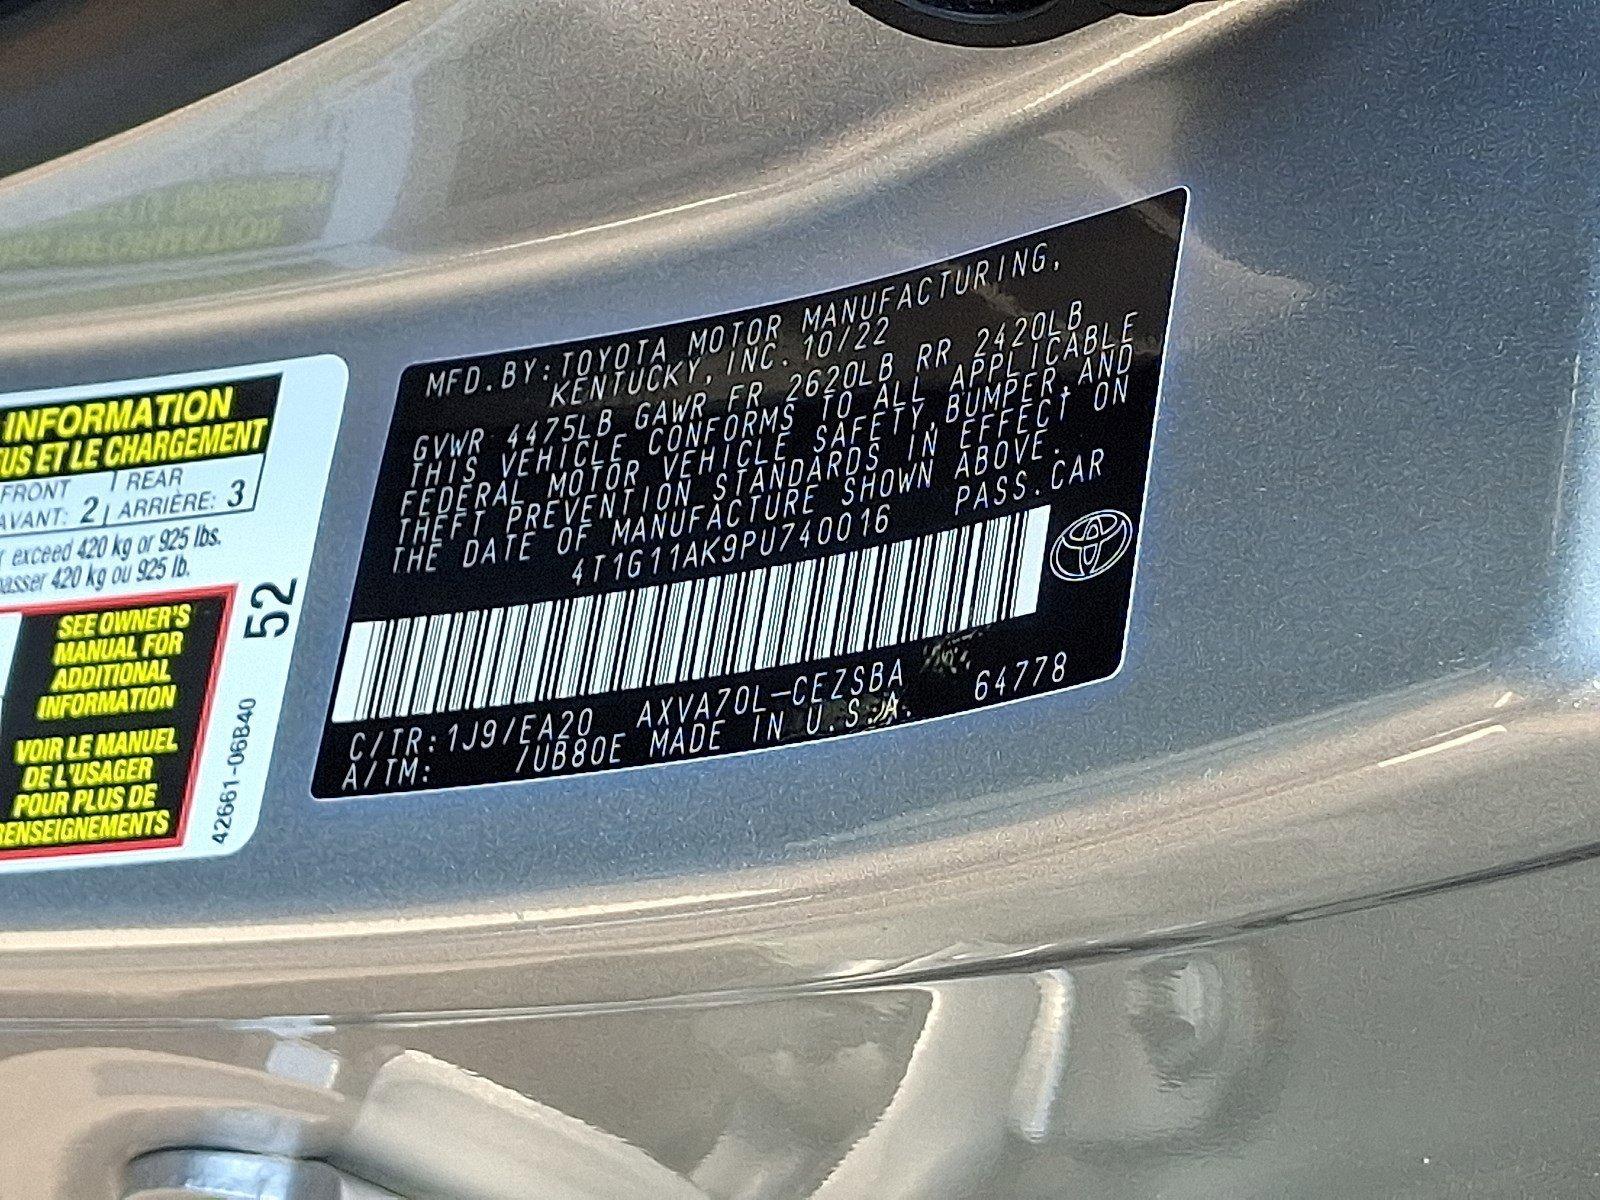 INFORMATION
TUS ET LE CHARGEMENT
FRONT REAR
AVANT: 2 ARRIÈRE: 3
exceed 420 kg or 925 lbs.
passer 420 kg ou 925 lb.
SEE OWNER'S
MANUAL FOR
ADDITIONAL
INFORMATION
VOIR LE MANUEL
DE L'USAGER
POUR PLUS DE
RENSEIGNEMENTS
52
42661-06B40
MFD.BY:TOYOTA MOTOR MANUFACTURING,
KENTUCKY,INC. 10/22
GVWR 4475LB GAWR FR 2620LB RR 2420LB
THIS VEHICLE CONFORMS TO ALL APPLICABLE
FEDERAL MOTOR VEHICLE SAFETY,BUMPER,AND
THEFT PREVENTION STANDARDS IN EFFECT ON
THE DATE OF MANUFACTURE SHOWN ABOVE.
4T1G11AK9PU740016 PASS.CAR
C/TR:1J9/EA20 AXVA70L-CEZSBA 64778
A/TM: /UB80E MADE IN U.S.A.